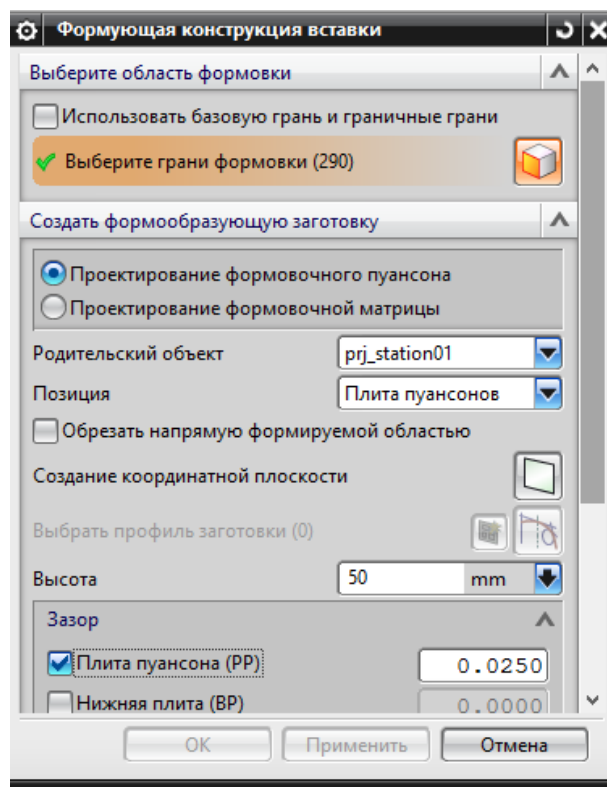 Формующая конструкция вставки
Выберите область формовки
Использовать базовую грань и граничные грани
Выберите грани формовки (290)
Создать формообразующую заготовку
Проектирование формовочного пуансона
Проектирование формовочной матрицы
Родительский объект prj_station01
Позиция Плита пуансонов
Обрезать напрямую формируемой областью
Создание координатной плоскости
Выбрать профиль заготовки (0)
Высота 50 mm
Зазор
Плита пуансона (PP) 0.0250
Нижняя плита (BP) 0.0000
OK Применить Отмена